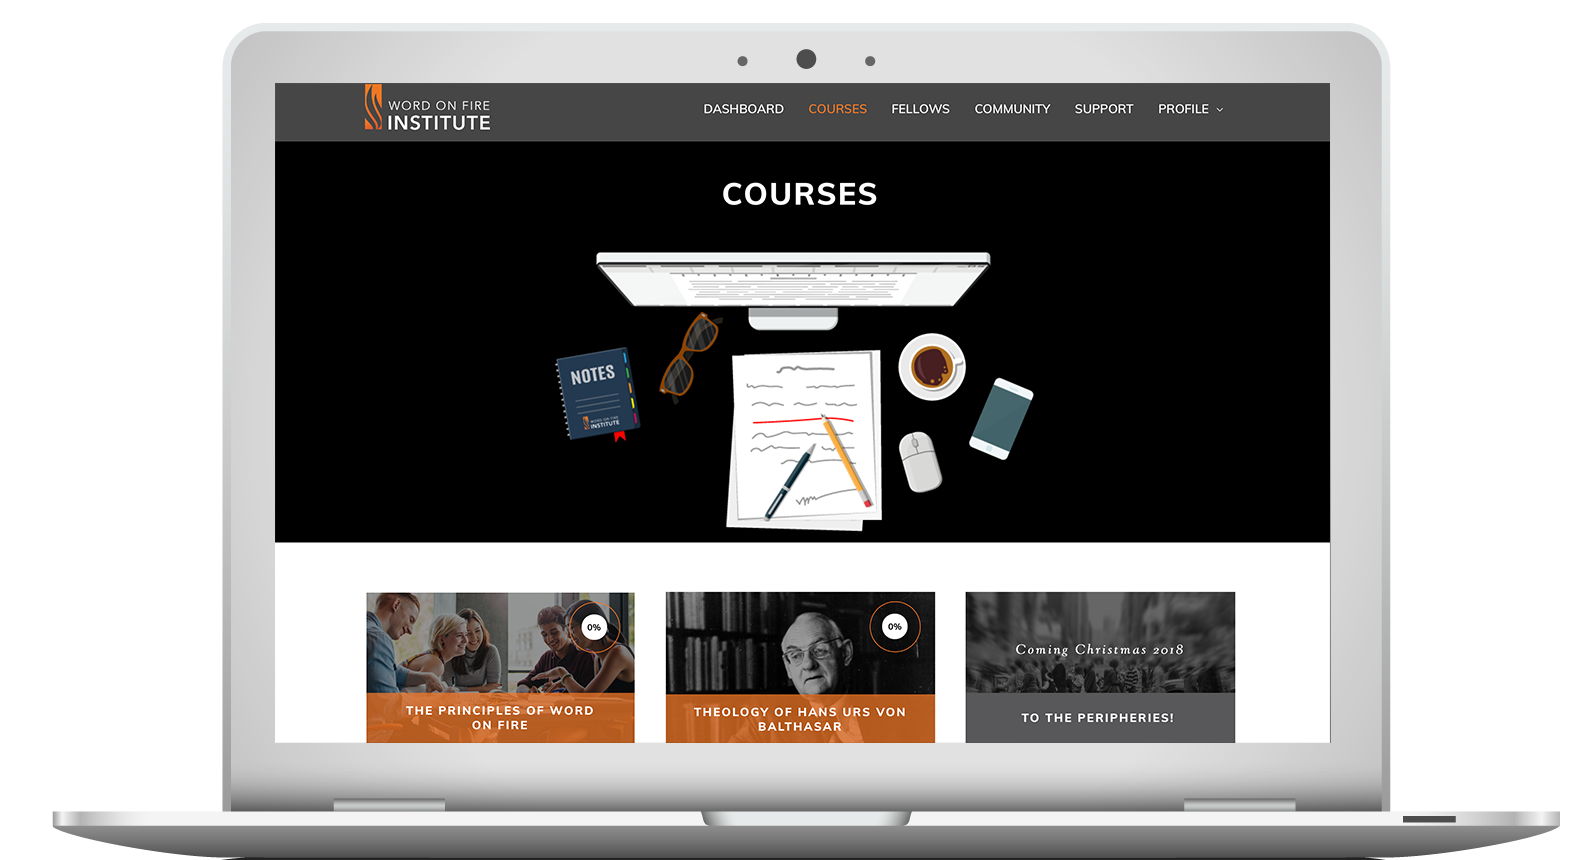 WORD ON FIRE
INSTITUTE
DASHBOARD COURSES FELLOWS COMMUNITY SUPPORT PROFILE
COURSES
NOTES
WORD ON FIRE
INSTITUTE
0%
0%
Coming Christmas 2018
THE PRINCIPLES OF WORD
ON FIRE
THEOLOGY OF HANS URS VON
BALTHASAR
TO THE PERIPHERIES!